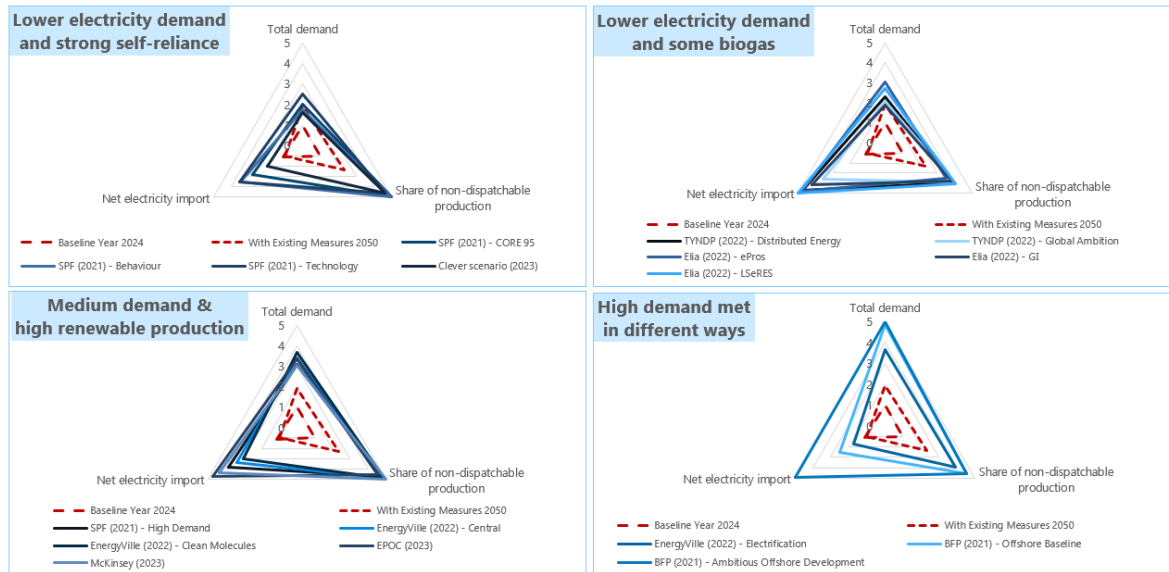 Lower electricity demand
and strong self-reliance
Total demand
5
4
3
2
1
0
Net electricity import
Share of non-dispatchable
production
Baseline Year 2024
With Existing Measures 2050
SPF (2021) - CORE 95
SPF (2021) - Behaviour
SPF (2021) - Technology
Clever scenario (2023)
Lower electricity demand
and some biogas
Total demand
5
4
3
2
1
0
Net electricity import
Share of non-dispatchable
production
Baseline Year 2024
With Existing Measures 2050
TYNDP (2022) - Distributed Energy
TYNDP (2022) - Global Ambition
Elia (2022) - ePros
Elia (2022) - GI
Elia (2022) - LSeRES
Medium demand &
high renewable production
Total demand
5
4
3
2
1
0
Net electricity import
Share of non-dispatchable
production
Baseline Year 2024
With Existing Measures 2050
SPF (2021) - High Demand
EnergyVille (2022) - Central
EnergyVille (2022) - Clean Molecules
EPOC (2023)
McKinsey (2023)
High demand met
in different ways
Total demand
5
4
3
2
1
0
Net electricity import
Share of non-dispatchable
production
Baseline Year 2024
With Existing Measures 2050
EnergyVille (2022) - Electrification
BFP (2021) - Offshore Baseline
BFP (2021) - Ambitious Offshore Development